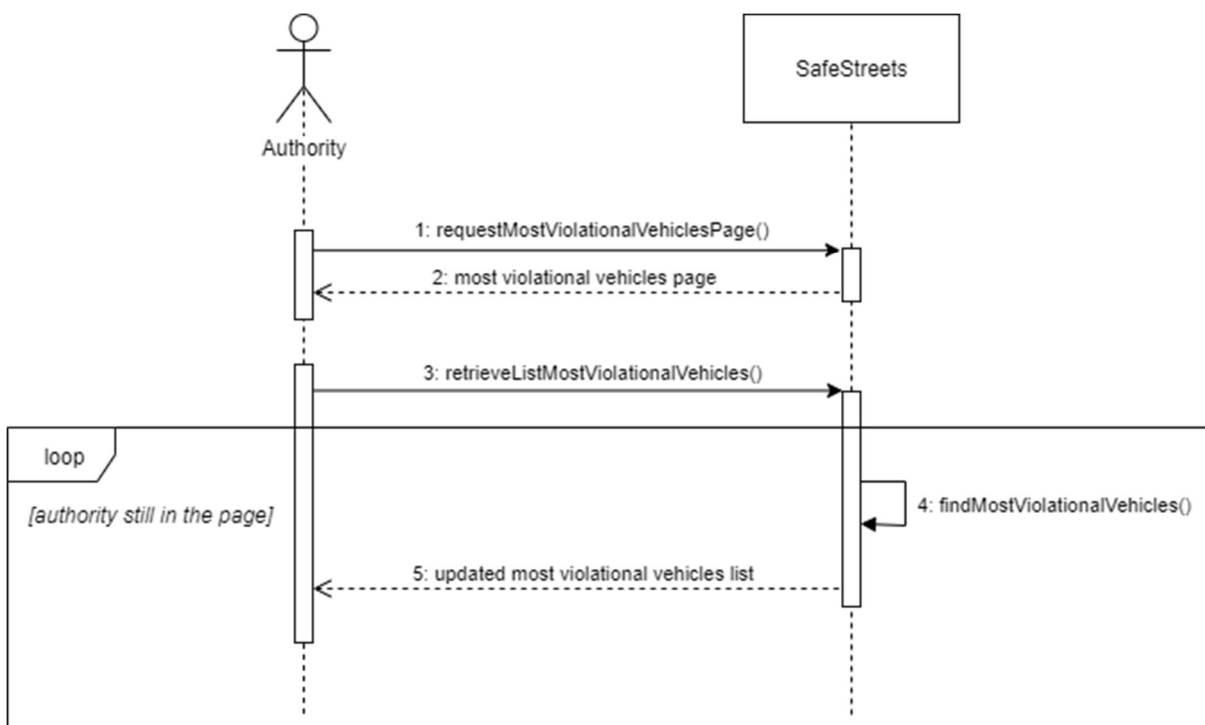 SafeStreets
Authority
1: requestMostViolationalVehiclesPage()
2: most violational vehicles page
3: retrieveListMostViolationalVehicles()
loop
[authority still in the page]
4: findMostViolationalVehicles()
5: updated most violational vehicles list